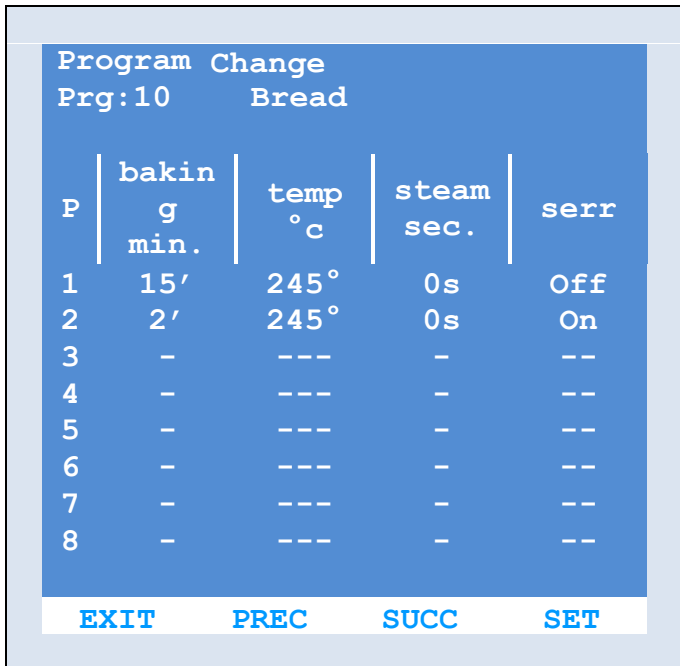 Program Change
Prg:10 Bread
P bakin g min. temp °c steam sec. serr
1 15′ 245° 0s Off
2 2′ 245° 0s On
3 - --- - --
4 - --- - --
5 - --- - --
6 - --- - --
7 - --- - --
8 - --- - --
EXIT PREC SUCC SET